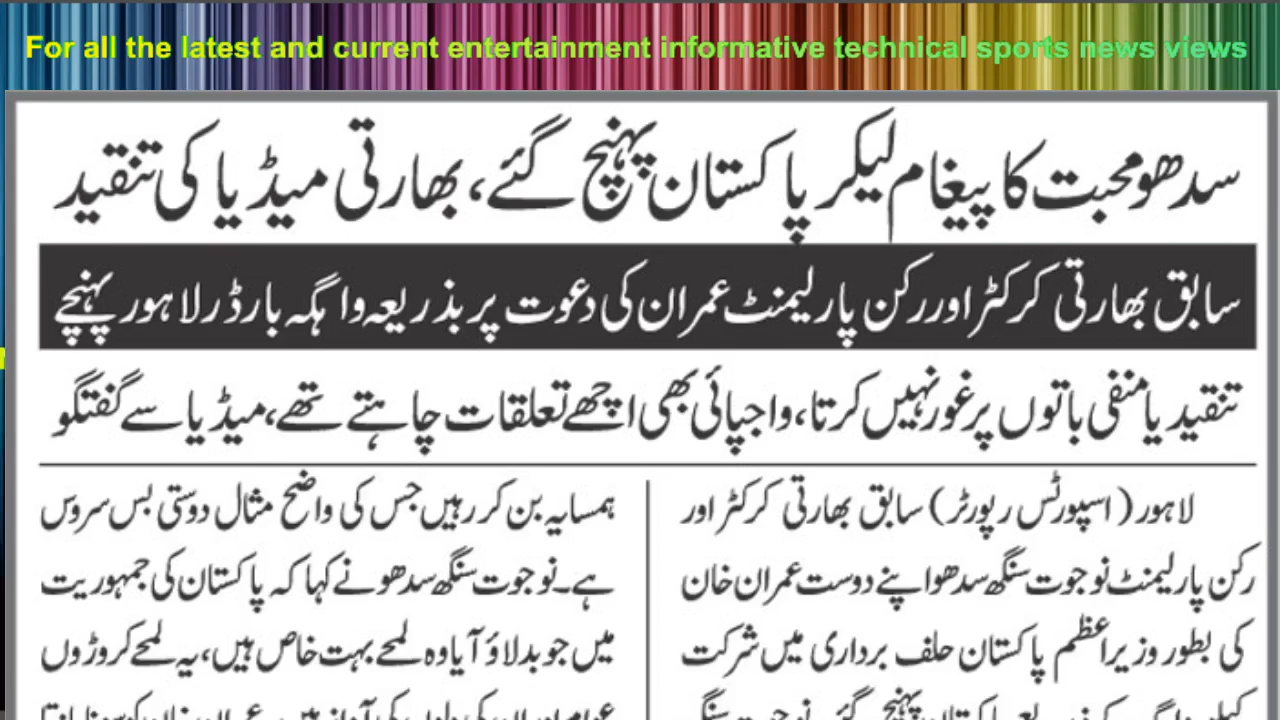 For all the latest and current entertainment informative technical sports news views
سدھو محبت کا پیغام لیکر پاکستان پہنچ گئے، بھارتی میڈیا کی تنقید
سابق بھارتی کرکٹر اور رکن پارلیمنٹ عمران کی دعوت پر بذریعہ واہگہ بارڈر لاہور پہنچے
تنقید یا منفی باتوں پر غور نہیں کرتا، واجپائی بھی اچھے تعلقات چاہتے تھے، میڈیا سے گفتگو
لاہور (اسپورٹس رپورٹر) سابق بھارتی کرکٹر اور
رکن پارلیمنٹ نوجوت سنگھ سدھو اپنے دوست عمران خان
کی بطور وزیراعظم پاکستان حلف برداری میں شرکت
ہمسایہ بن کر رہیں جس کی واضح مثال دوستی بس سروس
ہے۔ نوجوت سنگھ سدھو نے کہا کہ پاکستان کی جمہوریت
میں جو بدلاؤ آیا وہ لمحے بہت خاص ہیں، یہ لمحے کروڑوں